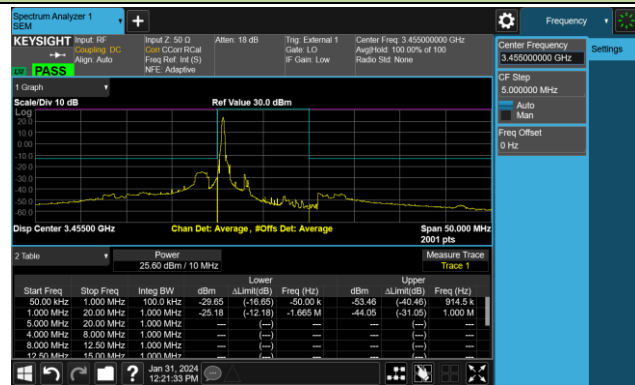 Spectrum Analyzer 1
SEM
Frequency
KEYSIGHT
Input: RF
Coupling: DC
Align: Auto
Input Z: 50 Ω
Corr CCorr RCal
Freq Ref: Int (S)
NFE: Adaptive
Atten: 18 dB
Trig: External 1
Gate: LO
IF Gain: Low
Center Freq: 3.455000000 GHz
Avg|Hold: 100.00% of 100
Radio Std: None
PASS
Center Frequency
3.455000000 GHz
Settings
CF Step
5.000000 MHz
Auto
Man
Freq Offset
0 Hz
1 Graph
Scale/Div 10 dB
Ref Value 30.0 dBm
Log
20.0
10.0
0.00
-10.0
-20.0
-30.0
-40.0
-50.0
-60.0
Disp Center 3.45500 GHz
Chan Det: Average, #Offs Det: Average
Span 50.000 MHz
2001 pts
2 Table
Power
25.60 dBm / 10 MHz
Measure Trace
Trace 1
Lower Upper
Start Freq Stop Freq Integ BW dBm ΔLimit(dB) Freq (Hz) dBm ΔLimit(dB) Freq (Hz)
50.00 kHz 1.000 MHz 100.0 kHz -29.65 (-16.65) -50.00 k -53.46 (-40.46) 914.5 k
1.000 MHz 20.00 MHz 1.000 MHz -25.18 (-12.18) -1.665 M -44.05 (-31.05) 1.000 M
5.000 MHz 20.00 MHz 1.000 MHz --- (---) --- --- (---) ---
4.000 MHz 8.000 MHz 1.000 MHz --- (---) --- --- (---) ---
8.000 MHz 12.50 MHz 1.000 MHz --- (---) --- --- (---) ---
12.50 MHz 15.00 MHz 1.000 MHz --- (---) --- --- (---) ---
Jan 31, 2024
12:21:33 PM